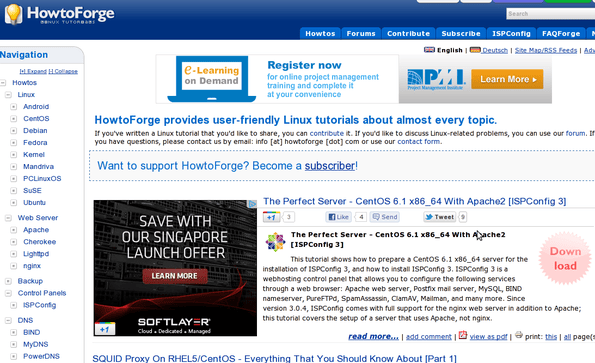 HowtoForge
LINUX TUTORIALS
Search
Howtos
Forums
Contribute
Subscribe
ISPConfig
FAQForge
News
English | Deutsch | Site Map/RSS Feeds | Adv
Navigation
[+] Expand [-] Collapse
Howtos
Linux
Android
CentOS
Debian
Fedora
Kernel
Mandriva
PCLinuxOS
SuSE
Ubuntu
Web Server
Apache
Cherokee
Lighttpd
nginx
Backup
Control Panels
ISPConfig
DNS
BIND
MyDNS
PowerDNS
e-Learning
on Demand
Register now
for online project management
training and complete it
at your convenience
PMI
Project Management Institute
Learn More
HowtoForge provides user-friendly Linux tutorials about almost every topic.
If you've written a Linux tutorial that you'd like to share, you can contribute it. If you'd like to discuss Linux-related problems, you can use our forum. If
you have questions, please contact us by email: info [at] howtoforge [dot] com or use our contact form.
Want to support HowtoForge? Become a subscriber!
SAVE WITH
OUR SINGAPORE
LAUNCH OFFER
LEARN MORE
SOFTLAYER
Cloud Dedicated Managed
+1
The Perfect Server - CentOS 6.1 x86_64 With Apache2 [ISPConfig 3]
+1 3
Like 4
Send
Tweet 9
The Perfect Server - CentOS 6.1 x86_64 With Apache2
[ISPConfig 3]
This tutorial shows how to prepare a CentOS 6.1 x86_64 server for the
installation of ISPConfig 3, and how to install ISPConfig 3. ISPConfig 3 is a
webhosting control panel that allows you to configure the following services
through a web browser: Apache web server, Postfix mail server, MySQL, BIND
nameserver, PureFTPd, SpamAssassin, ClamAV, Mailman, and many more. Since
version 3.0.4, ISPConfig comes with full support for the nginx web server in addition to Apache;
this tutorial covers the setup of a server that uses Apache, not nginx.
Down
load
read more... | add comment | view as pdf | print: this | all page(s
SQUID Proxy On RHEL5/CentOS - Everything That You Should Know About [Part 1]